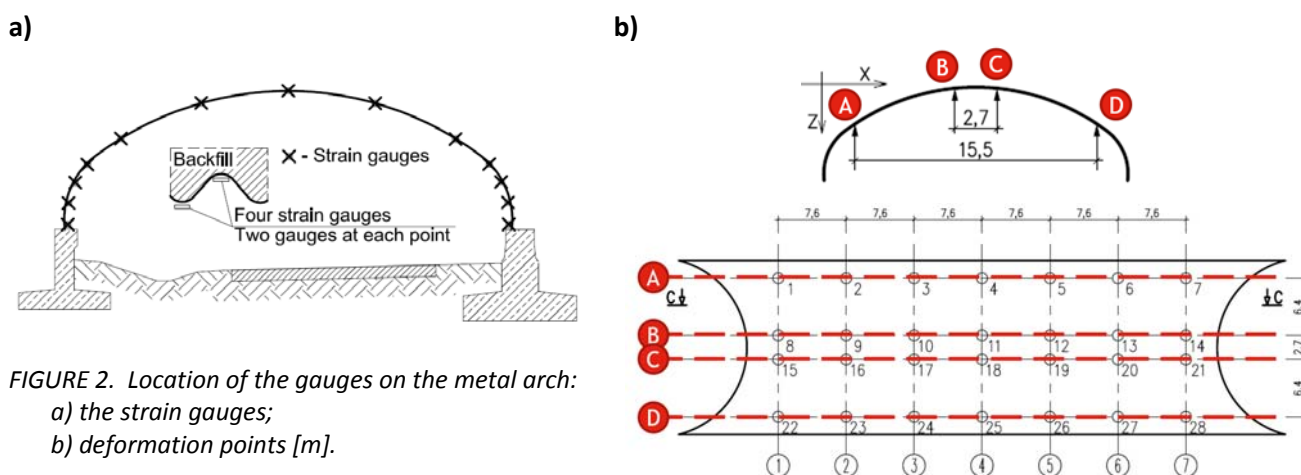 a)
Backfill
X - Strain gauges
Four strain gauges
Two gauges at each point
FIGURE 2. Location of the gauges on the metal arch:
a) the strain gauges;
b) deformation points [m].
b)
X
Z
A
B
C
D
2,7
15,5
7,6 7,6 7,6 7,6 7,6 7,6
A
1 2 3 4 5 6 7
C C
6,4
B
8 9 10 11 12 13 14
2,7
C
15 16 17 18 19 20 21
6,4
D
22 23 24 25 26 27 28
1 2 3 4 5 6 7